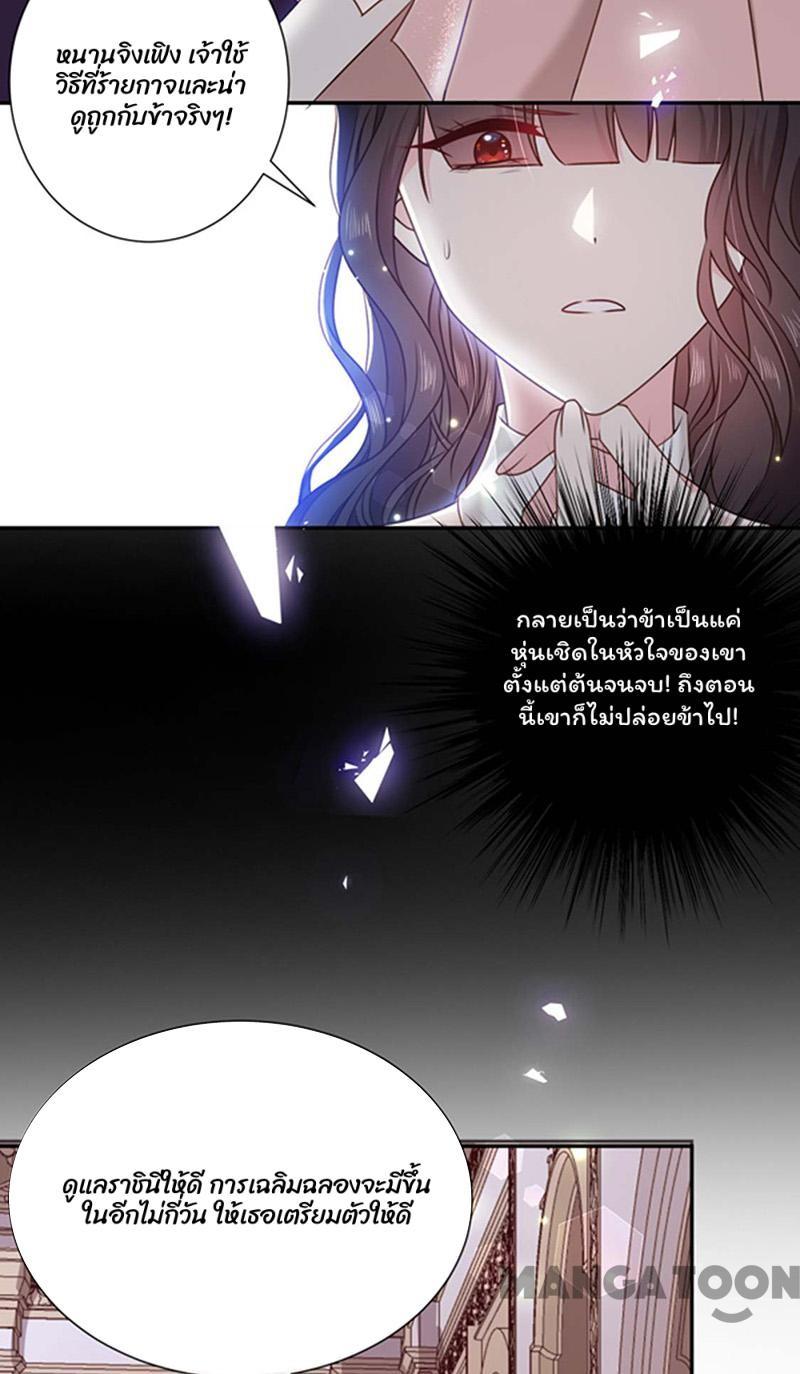 หนานจิงเฟิง เจ้าใช้
วิธีที่ร้ายกาจและน่า
ดูถูกกับข้าจริงๆ!
กลายเป็นว่าข้าเป็นแค่
หุ่นเชิดในหัวใจของเขา
ตั้งแต่ต้นจนจบ! ถึงตอน
นี้เขาก็ไม่ปล่อยข้าไป!
ดูแลราชินีให้ดี การเฉลิมฉลองจะมีขึ้น
ในอีกไม่กี่วัน ให้เธอเตรียมตัวให้ดี
MANGATOON